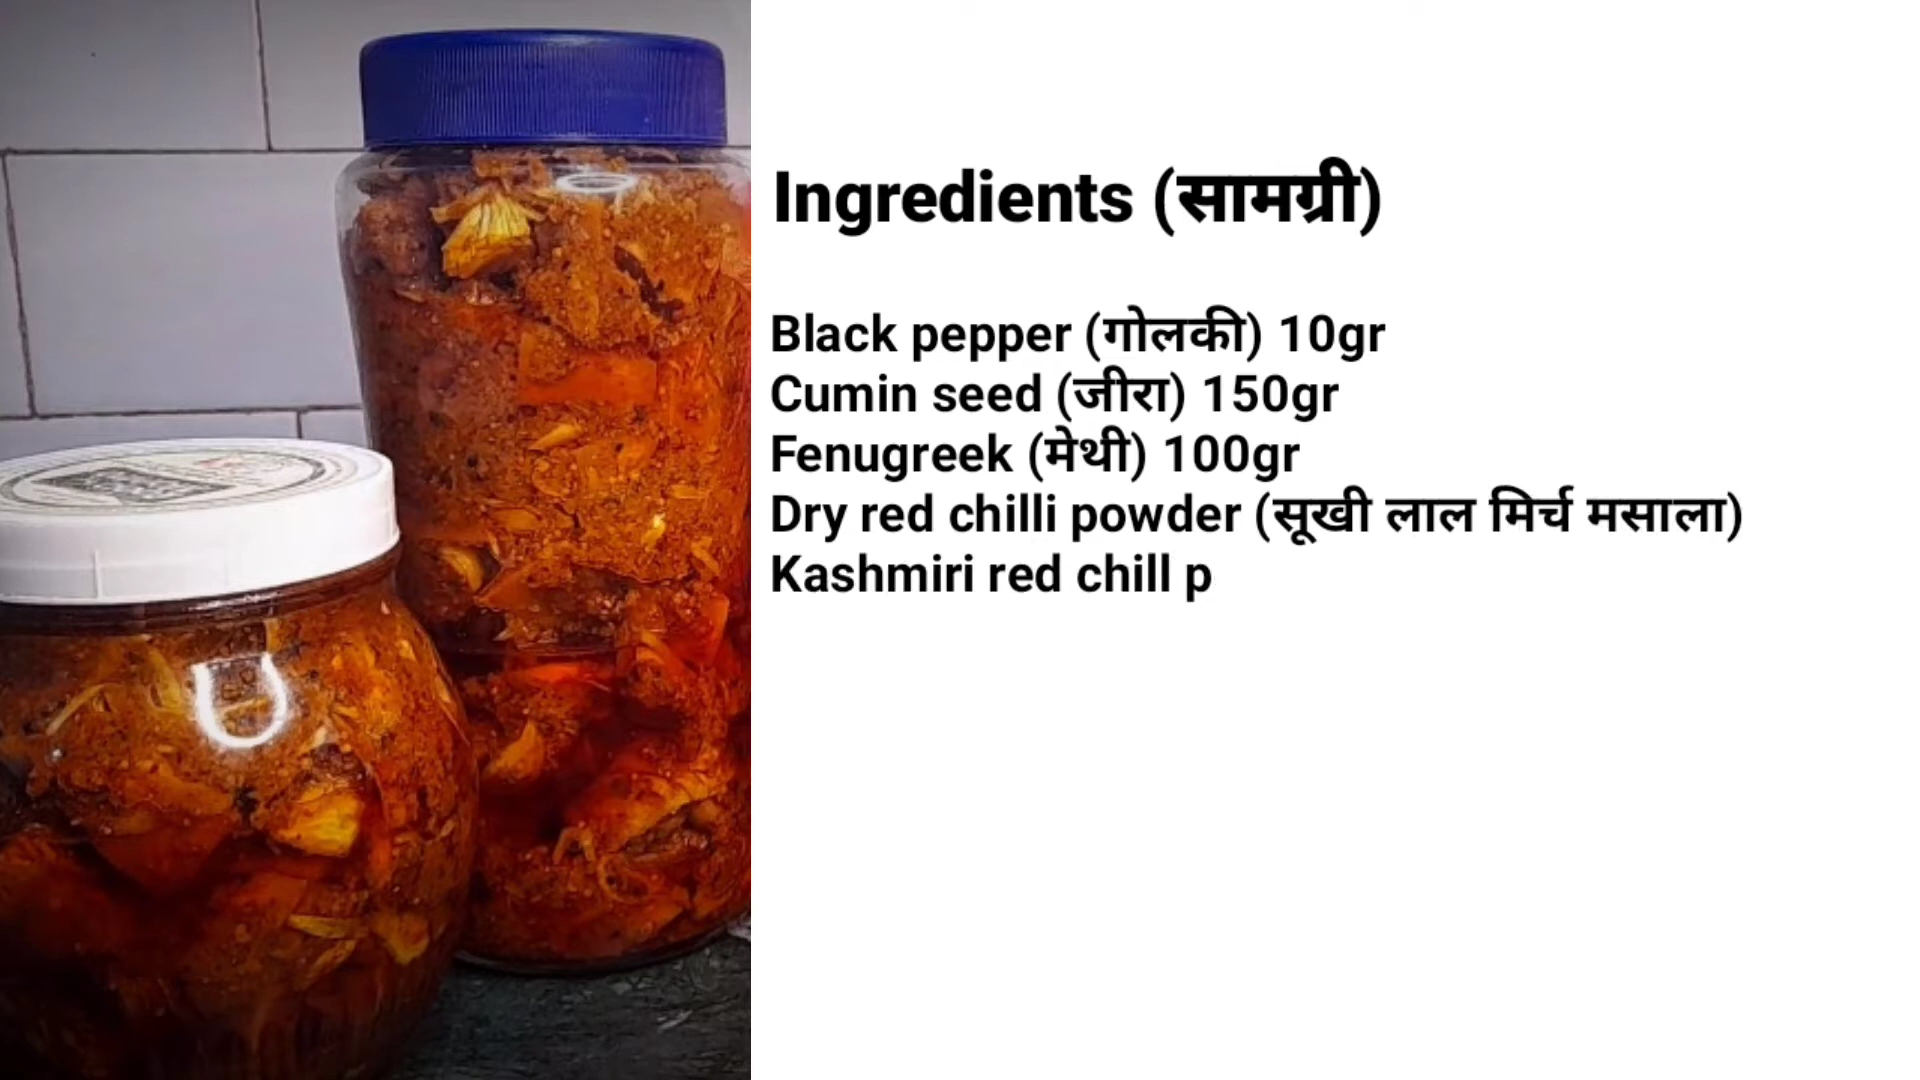 Ingredients (सामग्री)
Black pepper (गोलकी) 10gr
Cumin seed (जीरा) 150gr
Fenugreek (मेथी) 100gr
Dry red chilli powder (सूखी लाल मिर्च मसाला)
Kashmiri red chill p